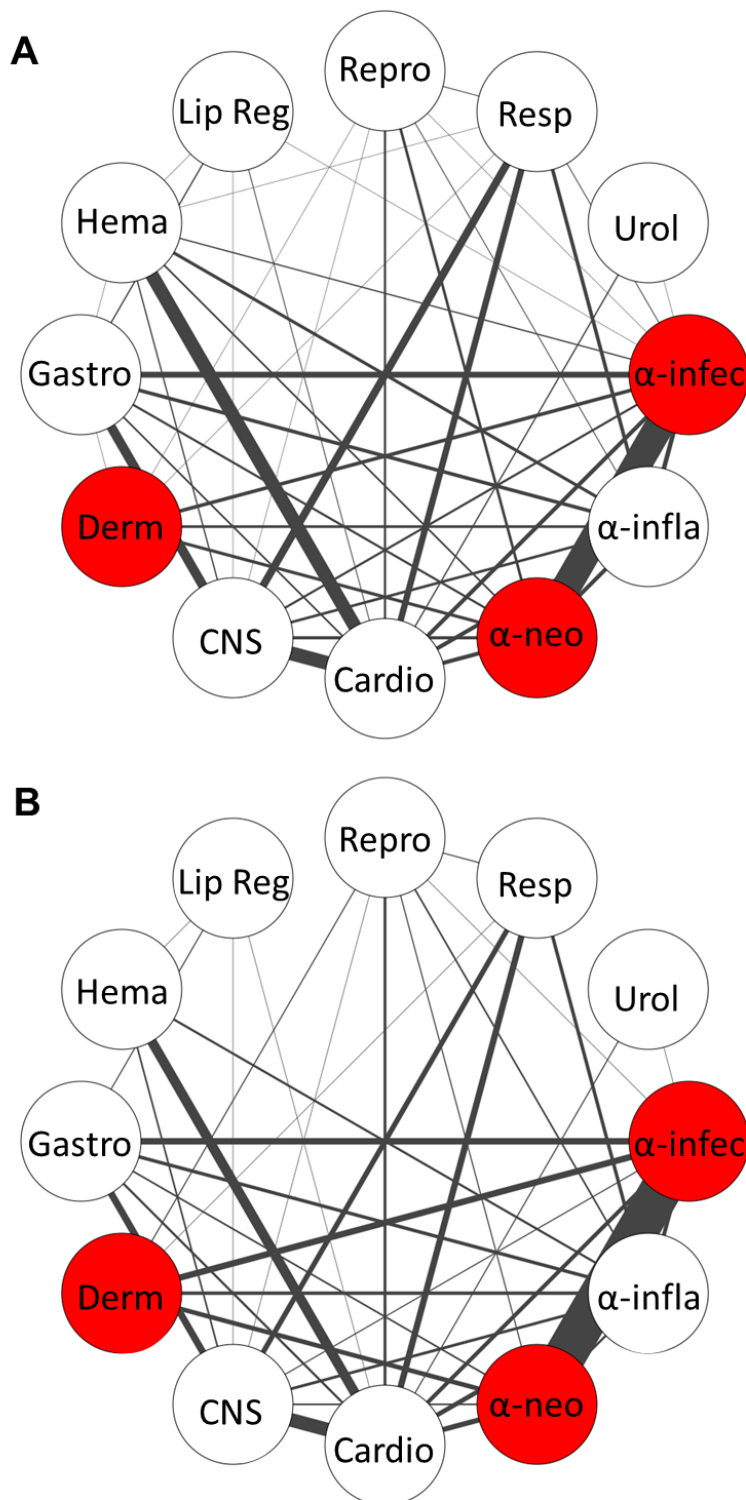 A
Repro
Lip Reg
Resp
Hema
Urol
Gastro
α-infec
Derm
α-infla
CNS
α-neo
Cardio
B
Repro
Lip Reg
Resp
Hema
Urol
Gastro
α-infec
Derm
α-infla
CNS
α-neo
Cardio